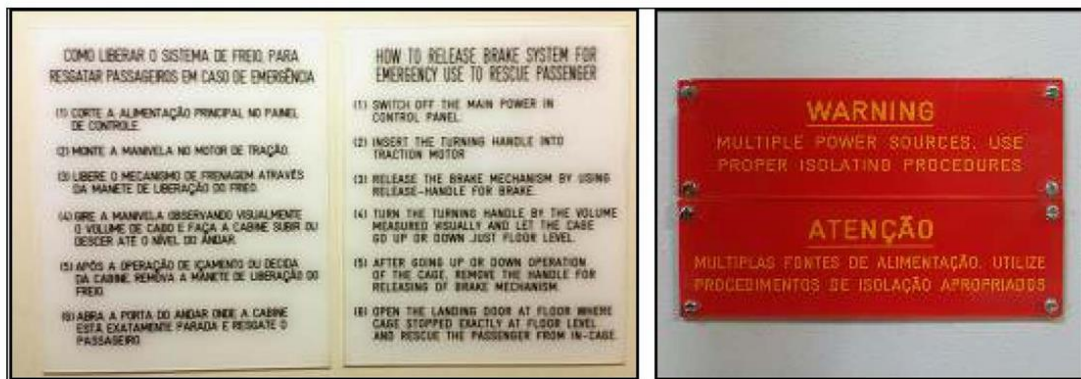 COMO LIBERAR O SISTEMA DE FREIO, PARA
RESGATAR PASSAGEIROS EM CASO DE EMERGÊNCIA
(1) CORTE A ALIMENTAÇÃO PRINCIPAL NO PAINEL
DE CONTROLE.
(2) MONTE A MANIVELA NO MOTOR DE TRAÇÃO.
(3) LIBERE O MECANISMO DE FRENAGEM ATRAVÉS
DA MANETE DE LIBERAÇÃO DO FREIO.
(4) GIRE A MANIVELA OBSERVANDO VISUALMENTE
O VOLUME DE CABO E FAÇA A CABINE SUBIR OU
DESCER ATÉ O NÍVEL DO ANDAR.
(5) APÓS A OPERAÇÃO DE IÇAMENTO OU DECIDA
DA CABINE REMOVA A MANETE DE LIBERAÇÃO DO
FREIO.
(6) ABRA A PORTA DO ANDAR ONDE A CABINE
ESTÁ EXATAMENTE PARADA E RESGATE O
PASSAGEIRO
HOW TO RELEASE BRAKE SYSTEM FOR
EMERGENCY USE TO RESCUE PASSENGER
(1) SWITCH OFF THE MAIN POWER IN
CONTROL PANEL.
(2) INSERT THE TURNING HANDLE INTO
TRACTION MOTOR
(3) RELEASE THE BRAKE MECHANISM BY USING
RELEASE-HANDLE FOR BRAKE.
(4) TURN THE TURNING HANDLE BY THE VOLUME
MEASURED VISUALLY AND LET THE CAGE
GO UP OR DOWN JUST FLOOR LEVEL.
(5) AFTER GOING UP OR DOWN OPERATION
OF THE CAGE, REMOVE THE HANDLE FOR
RELEASING OF BRAKE MECHANISM.
(6) OPEN THE LANDING DOOR AT FLOOR WHERE
CAGE STOPPED EXACTLY AT FLOOR LEVEL
AND RESCUE THE PASSENGER FROM IN-CAGE.
WARNING
MULTIPLE POWER SOURCES. USE
PROPER ISOLATING PROCEDURES
ATENÇÃO
MULTIPLAS FONTES DE ALIMENTAÇÃO. UTILIZE
PROCEDIMENTOS DE ISOLAÇÃO APROPRIADOS